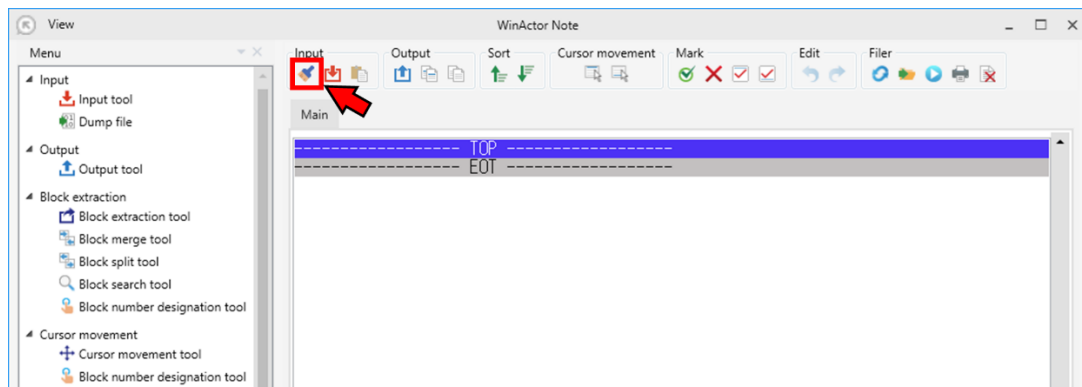 View
WinActor Note
Menu
Input
Input tool
Dump file
Output
Output tool
Block extraction
Block extraction tool
Block merge tool
Block split tool
Block search tool
Block number designation tool
Cursor movement
Cursor movement tool
Block number designation tool
Input Output Sort Cursor movement Mark Edit Filer
Main
------------------ TOP ------------------
------------------ EOT ------------------